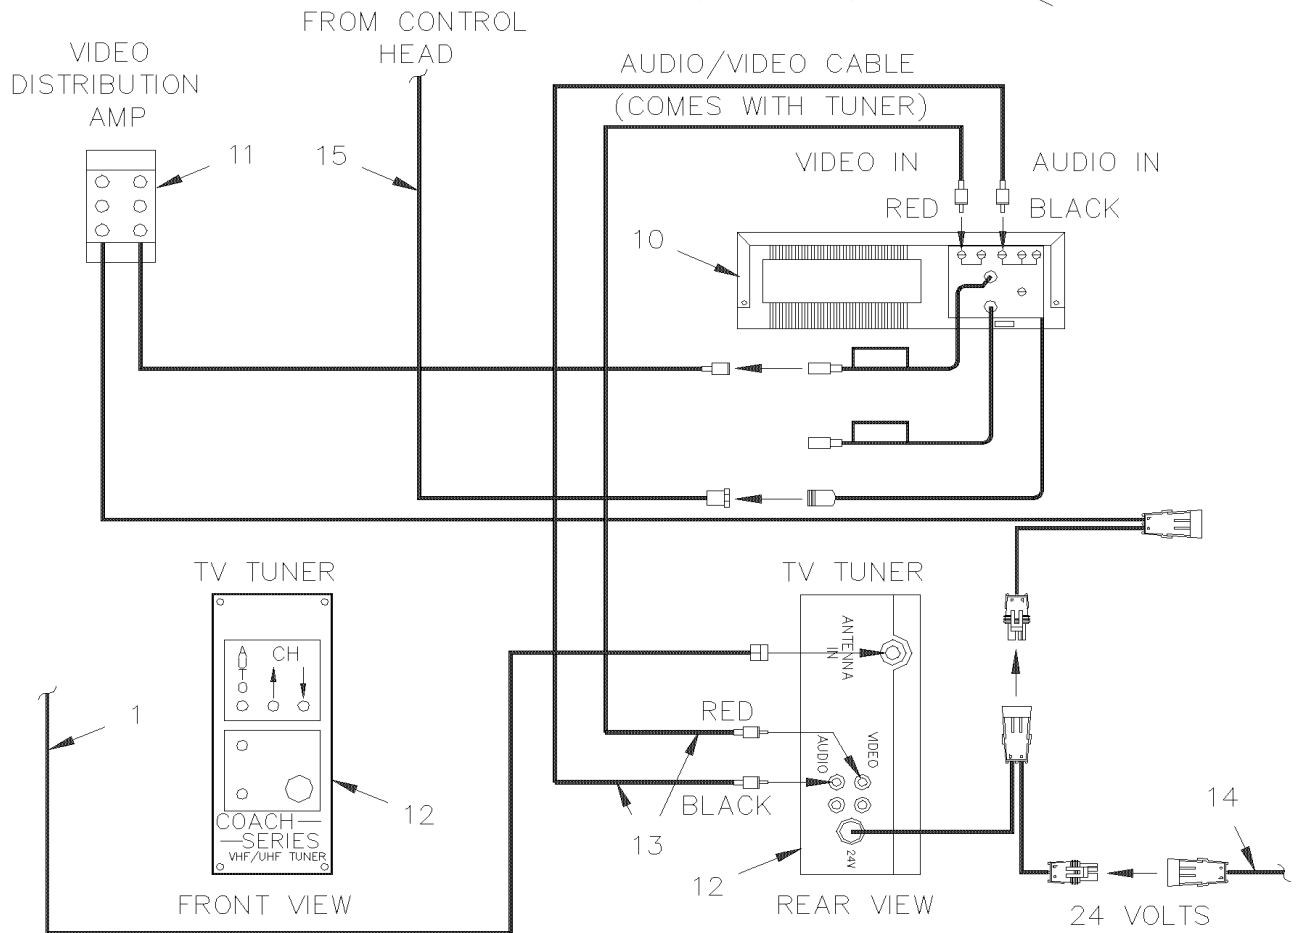 FROM CONTROL
HEAD
VIDEO
DISTRIBUTION
AMP
AUDIO/VIDEO CABLE
(COMES WITH TUNER)
11
15
VIDEO IN
AUDIO IN
RED
BLACK
10
TV TUNER
TV TUNER
CH
ANTENNA
IN
1
RED
AUDIO
VIDEO
BLACK
12
COACH
SERIES
VHF/UHF TUNER
13
24V
14
12
FRONT VIEW
REAR VIEW
24 VOLTS